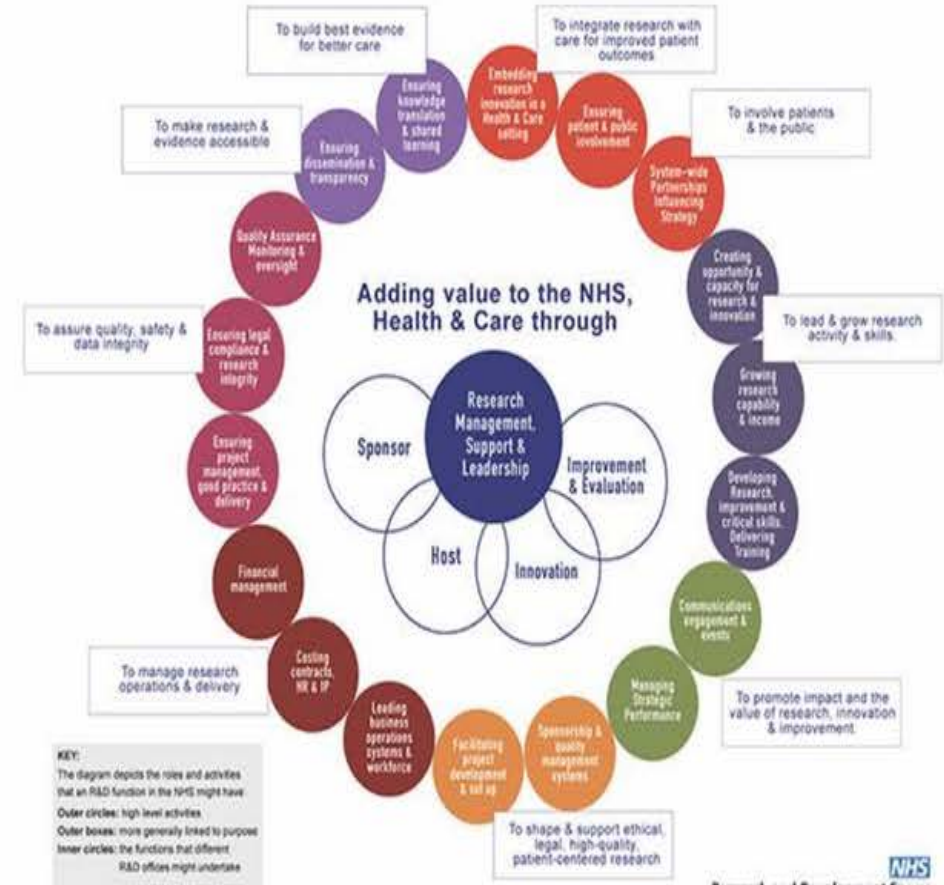 To build best evidence
for better care
To integrate research with
care for improved patient
outcomes
To make research &
evidence accessible
To involve patients
& the public
Ensuring
knowledge
translation
& shared
learning
Embedding
research
innovation in a
Health & Care
setting
Ensuring
patient & public
involvement
System-wide
Partnerships
Influencing
Strategy
Ensuring
dissemination &
transparency
Quality Assurance
Monitoring &
oversight
Creating
opportunity &
capacity for
research &
innovation
To assure quality, safety &
data integrity
Ensuring legal
compliance &
research
integrity
To lead & grow research
activity & skills.
Growing
research
capability
& income
Adding value to the NHS,
Health & Care through
Research
Management,
Support &
Leadership
Sponsor
Improvement
& Evaluation
Host
Innovation
Ensuring
project
management,
good practice &
delivery
Developing
Research,
improvement &
critical skills.
Delivering
Training
Financial
management
Communications
engagement &
events
Costing
contracts,
HR & IP
To manage research
operations & delivery
Managing
Strategic
Performance
To promote impact and the
value of research, innovation
& improvement.
Leading
business
operations
systems &
workforce
Facilitating
project
development
& set up
Sponsorship &
quality
management
systems
To shape & support ethical,
legal, high-quality,
patient-centered research
KEY:
The diagram depicts the roles and activities
that an R&D function in the NHS might have
Outer circles: high level activities
Outer boxes: more generally linked to purpose
Inner circles: the functions that different
R&D offices might undertake
NHS